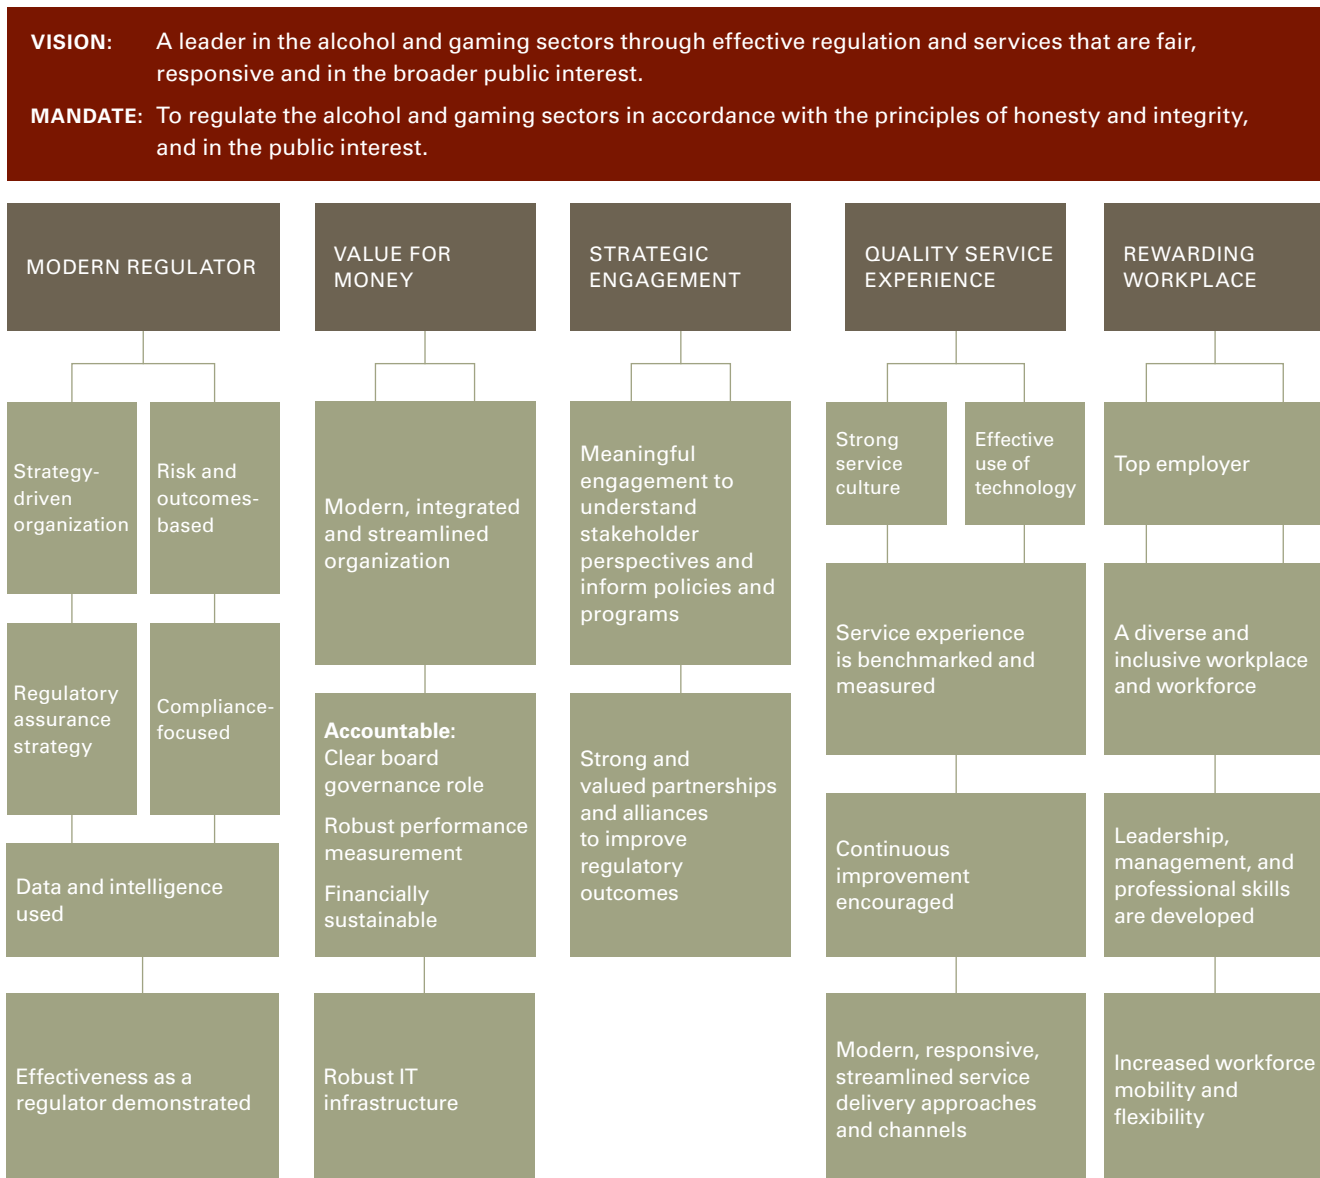 VISION: A leader in the alcohol and gaming sectors through effective regulation and services that are fair,
responsive and in the broader public interest.
MANDATE: To regulate the alcohol and gaming sectors in accordance with the principles of honesty and integrity,
and in the public interest.
MODERN REGULATOR
Strategy-
driven
organization
Risk and
outcomes-
based
Regulatory
assurance
strategy
Compliance-
focused
Data and intelligence
used
Effectiveness as a
regulator demonstrated
VALUE FOR
MONEY
Modern, integrated
and streamlined
organization
Accountable:
Clear board
governance role
Robust performance
measurement
Financially
sustainable
Robust IT
infrastructure
STRATEGIC
ENGAGEMENT
Meaningful
engagement to
understand
stakeholder
perspectives and
inform policies and
programs
Strong and
valued partnerships
and alliances
to improve
regulatory
outcomes
QUALITY SERVICE
EXPERIENCE
Strong
service
culture
Effective
use of
technology
Service experience
is benchmarked and
measured
Continuous
improvement
encouraged
Modern, responsive,
streamlined service
delivery approaches
and channels
REWARDING
WORKPLACE
Top employer
A diverse and
inclusive workplace
and workforce
Leadership,
management, and
professional skills
are developed
Increased workforce
mobility and
flexibility